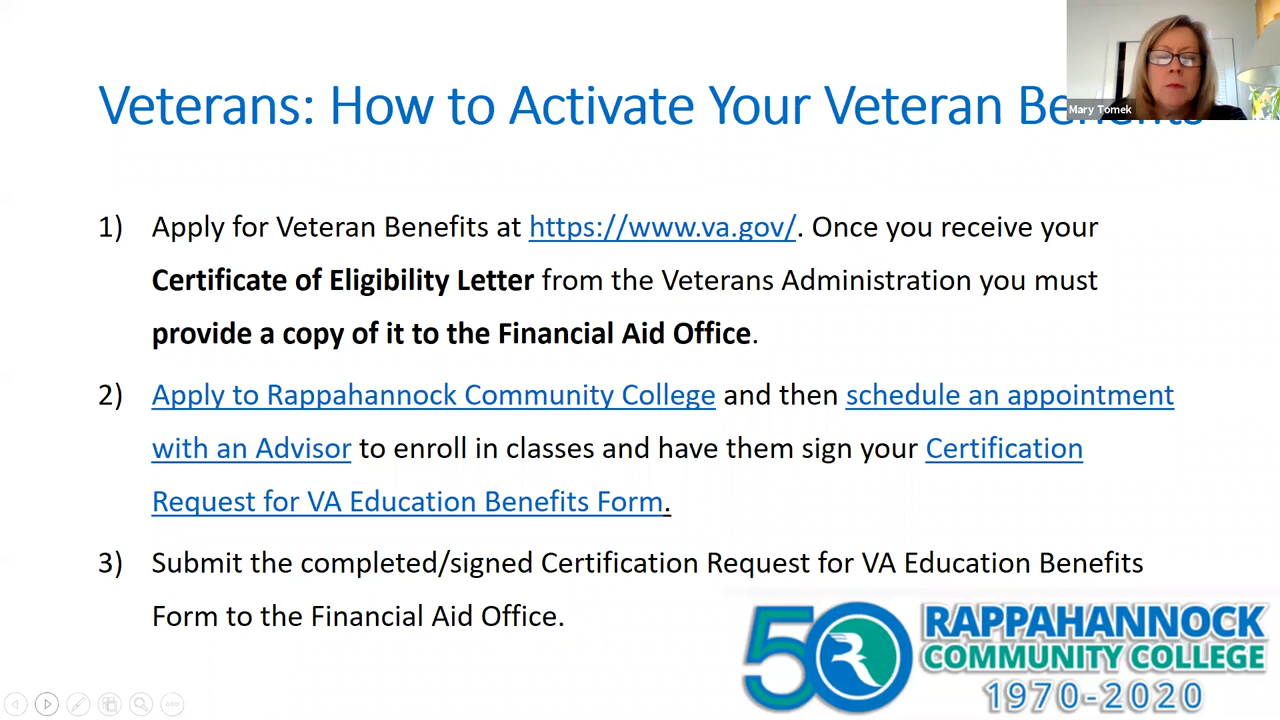 Veterans: How to Activate Your Veteran Benefits
Mary Tomek
1) Apply for Veteran Benefits at https://www.va.gov/. Once you receive your
Certificate of Eligibility Letter from the Veterans Administration you must
provide a copy of it to the Financial Aid Office.
2) Apply to Rappahannock Community College and then schedule an appointment
with an Advisor to enroll in classes and have them sign your Certification
Request for VA Education Benefits Form.
3) Submit the completed/signed Certification Request for VA Education Benefits
Form to the Financial Aid Office.
50 RAPPAHANNOCK
COMMUNITY COLLEGE
1970-2020